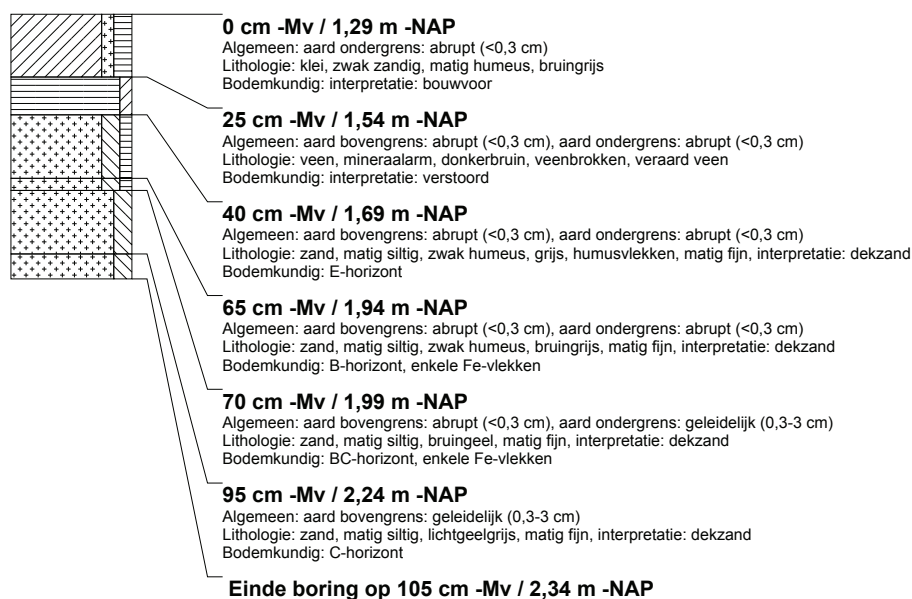 0 cm -Mv / 1,29 m -NAP
Algemeen: aard ondergrens: abrupt (<0,3 cm)
Lithologie: klei, zwak zandig, matig humeus, bruingrijs
Bodemkundig: interpretatie: bouwvoor
25 cm -Mv / 1,54 m -NAP
Algemeen: aard bovengrens: abrupt (<0,3 cm), aard ondergrens: abrupt (<0,3 cm)
Lithologie: veen, mineraalarm, donkerbruin, veenbrokken, veraard veen
Bodemkundig: interpretatie: verstoord
40 cm -Mv / 1,69 m -NAP
Algemeen: aard bovengrens: abrupt (<0,3 cm), aard ondergrens: abrupt (<0,3 cm)
Lithologie: zand, matig siltig, zwak humeus, grijs, humusvlekken, matig fijn, interpretatie: dekzand
Bodemkundig: E-horizont
65 cm -Mv / 1,94 m -NAP
Algemeen: aard bovengrens: abrupt (<0,3 cm), aard ondergrens: abrupt (<0,3 cm)
Lithologie: zand, matig siltig, zwak humeus, bruingrijs, matig fijn, interpretatie: dekzand
Bodemkundig: B-horizont, enkele Fe-vlekken
70 cm -Mv / 1,99 m -NAP
Algemeen: aard bovengrens: abrupt (<0,3 cm), aard ondergrens: geleidelijk (0,3-3 cm)
Lithologie: zand, matig siltig, bruingeel, matig fijn, interpretatie: dekzand
Bodemkundig: BC-horizont, enkele Fe-vlekken
95 cm -Mv / 2,24 m -NAP
Algemeen: aard bovengrens: geleidelijk (0,3-3 cm)
Lithologie: zand, matig siltig, lichtgeelgrijs, matig fijn, interpretatie: dekzand
Bodemkundig: C-horizont
Einde boring op 105 cm -Mv / 2,34 m -NAP